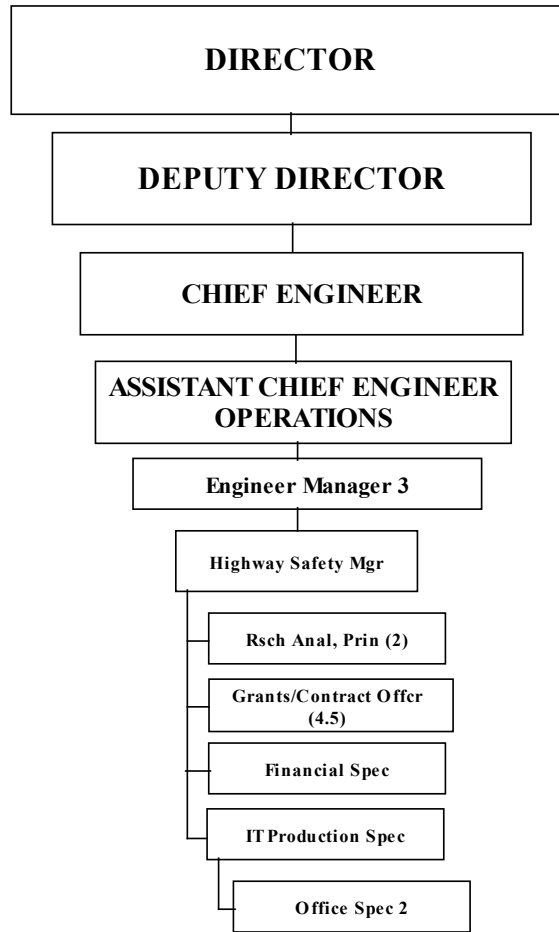 DIRECTOR
DEPUTY DIRECTOR
CHIEF ENGINEER
ASSISTANT CHIEF ENGINEER
OPERATIONS
Engineer Manager 3
Highway Safety Mgr
Rsch Anal, Prin (2)
Grants/Contract Offcr
(4.5)
Financial Spec
IT Production Spec
Office Spec 2